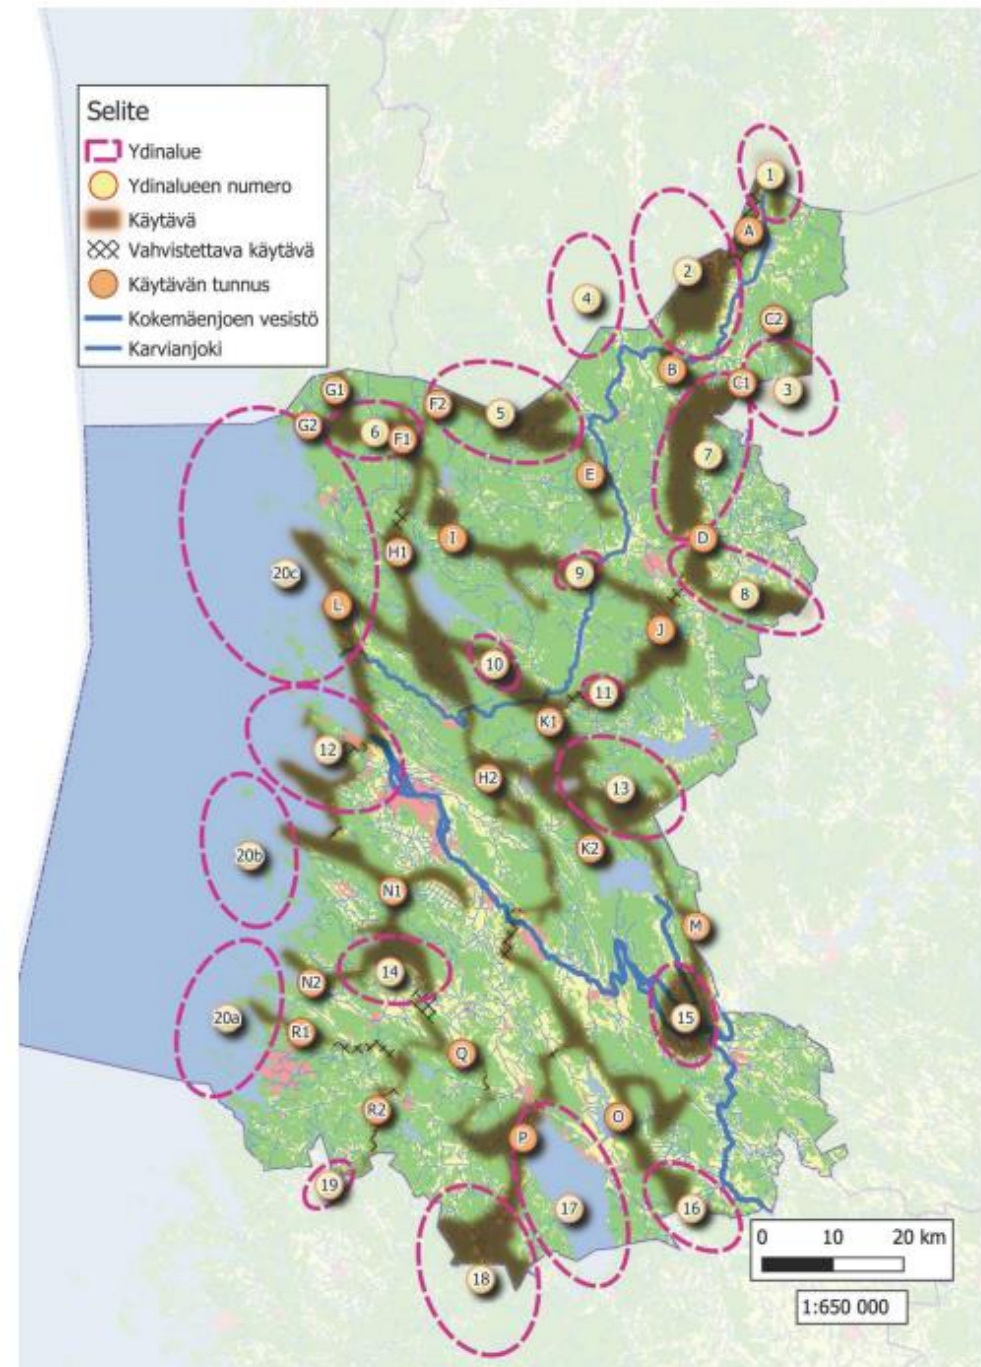 Selite
Ydinalue
Ydinalueen numero
Käytävä
Vahvistettava käytävä
Käytävän tunnus
Kokemäenjoen vesistö
Karvianjoki
1
A
2
4
C2
B
C1
3
G1
F2
5
G2
6
F1
7
E
I
D
H1
9
20c
B
L
J
10
11
K1
12
H2
13
K2
20b
N1
M
14
N2
20a
15
R1
Q
R2
O
P
19
16
17
18
0 10 20 km
1:650 000